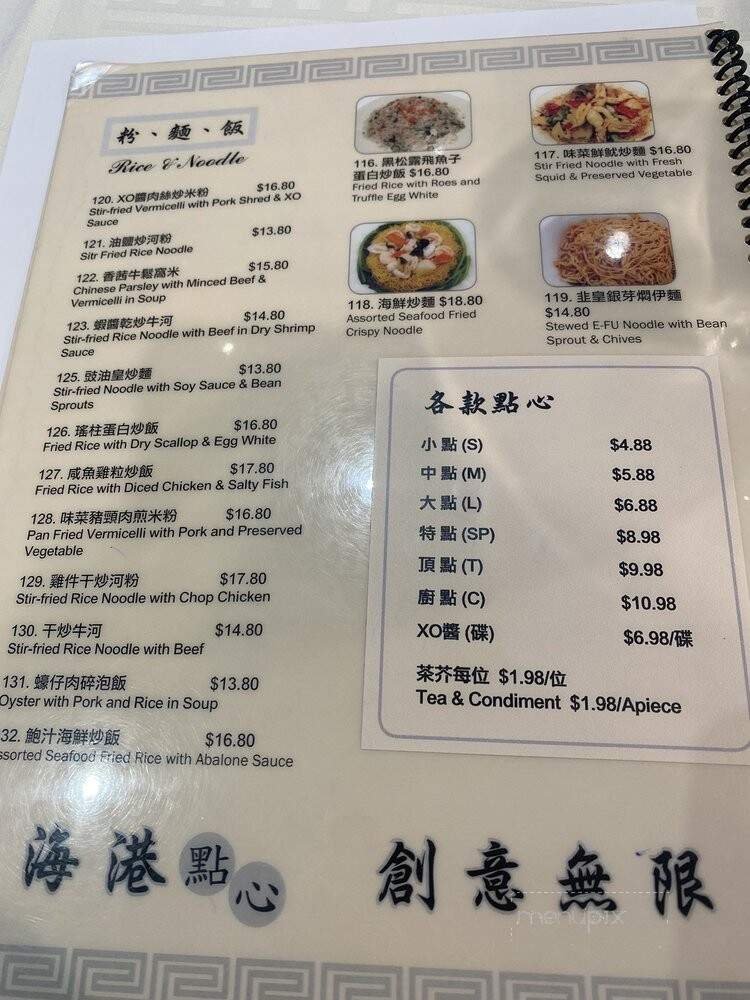 粉、麵、飯
Rice & Noodle
120. XO醬肉絲炒米粉 $16.80
Stir-fried Vermicelli with Pork Shred & XO
Sauce
121. 油鹽炒河粉 $13.80
Sitr Fried Rice Noodle
122. 香茜牛鬆窩米 $15.80
Chinese Parsley with Minced Beef &
Vermicelli in Soup
123. 蝦醬乾炒牛河 $14.80
Stir-fried Rice Noodle with Beef in Dry Shrimp
Sauce
125. 豉油皇炒麵 $13.80
Stir-fried Noodle with Soy Sauce & Bean
Sprouts
126. 瑤柱蛋白炒飯 $16.80
Fried Rice with Dry Scallop & Egg White
127. 咸魚雞粒炒飯 $17.80
Fried Rice with Diced Chicken & Salty Fish
128. 味菜豬頸肉煎米粉 $16.80
Pan Fried Vermicelli with Pork and Preserved
Vegetable
129. 雞件干炒河粉 $17.80
Stir-fried Rice Noodle with Chop Chicken
130. 干炒牛河 $14.80
Stir-fried Rice Noodle with Beef
131. 蠔仔肉碎泡飯 $13.80
Oyster with Pork and Rice in Soup
32. 鮑汁海鮮炒飯 $16.80
ssorted Seafood Fried Rice with Abalone Sauce
116. 黑松露飛魚子
蛋白炒飯 $16.80
Fried Rice with Roes and
Truffle Egg White
117. 味菜鮮魷炒麵 $16.80
Stir Fried Noodle with Fresh
Squid & Preserved Vegetable
118. 海鮮炒麵 $18.80
Assorted Seafood Fried
Crispy Noodle
119. 韭皇銀芽燜伊麵
$14.80
Stewed E-FU Noodle with Bean
Sprout & Chives
各款點心
小點 (S) $4.88
中點 (M) $5.88
大點 (L) $6.88
特點 (SP) $8.98
頂點 (T) $9.98
廚點 (C) $10.98
XO醬 (碟) $6.98/碟
茶芥每位 $1.98/位
Tea & Condiment $1.98/Apiece
海港點心 創意無限
menupix